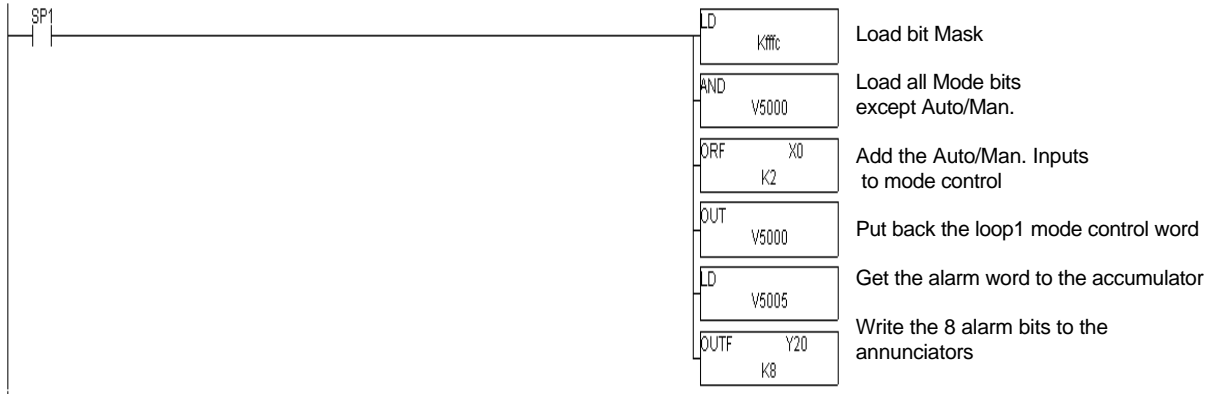 SP1
LD
Kfffc
Load bit Mask
AND
V5000
Load all Mode bits
except Auto/Man.
ORF X0
K2
Add the Auto/Man. Inputs
to mode control
OUT
V5000
Put back the loop1 mode control word
LD
V5005
Get the alarm word to the accumulator
OUTF Y20
K8
Write the 8 alarm bits to the
annunciators